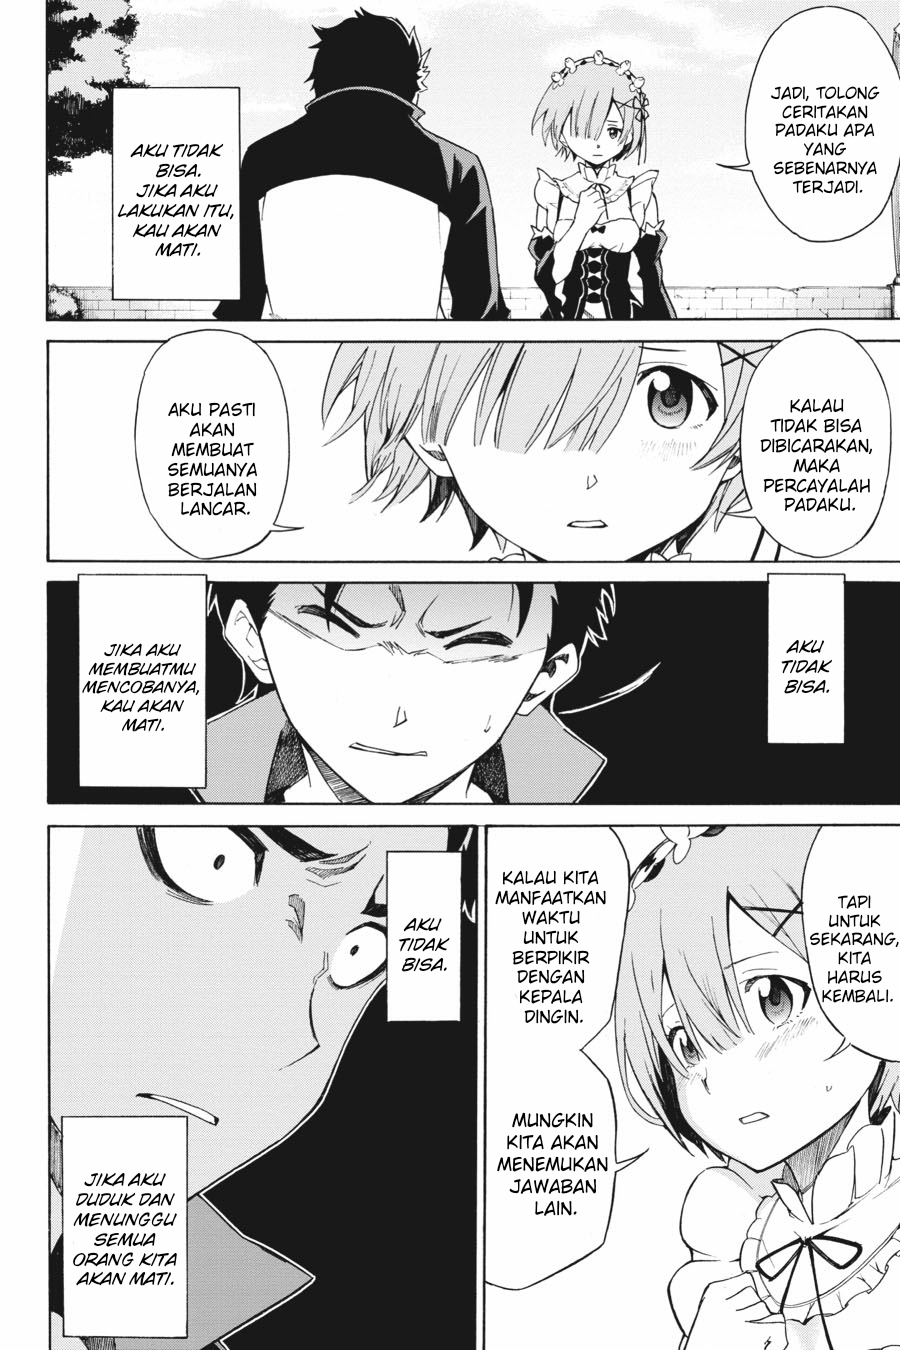 JADI, TOLONG
CERITAKAN
PADAKU APA
YANG
SEBENARNYA
TERJADI.
AKU TIDAK
BISA.
JIKA AKU
LAKUKAN ITU,
KAU AKAN
MATI.
KALAU
TIDAK BISA
DIBICARAKAN,
MAKA
PERCAYALAH
PADAKU.
AKU PASTI
AKAN
MEMBUAT
SEMUANYA
BERJALAN
LANCAR.
AKU
TIDAK
BISA.
JIKA AKU
MEMBUATMU
MENCOBANYA,
KAU AKAN
MATI.
TAPI
UNTUK
SEKARANG,
KITA
HARUS
KEMBALI.
KALAU KITA
MANFAATKAN
WAKTU
UNTUK
BERPIKIR
DENGAN
KEPALA
DINGIN.
MUNGKIN
KITA AKAN
MENEMUKAN
JAWABAN
LAIN.
AKU
TIDAK
BISA.
JIKA AKU
DUDUK DAN
MENUNGGU
SEMUA
ORANG KITA
AKAN MATI.